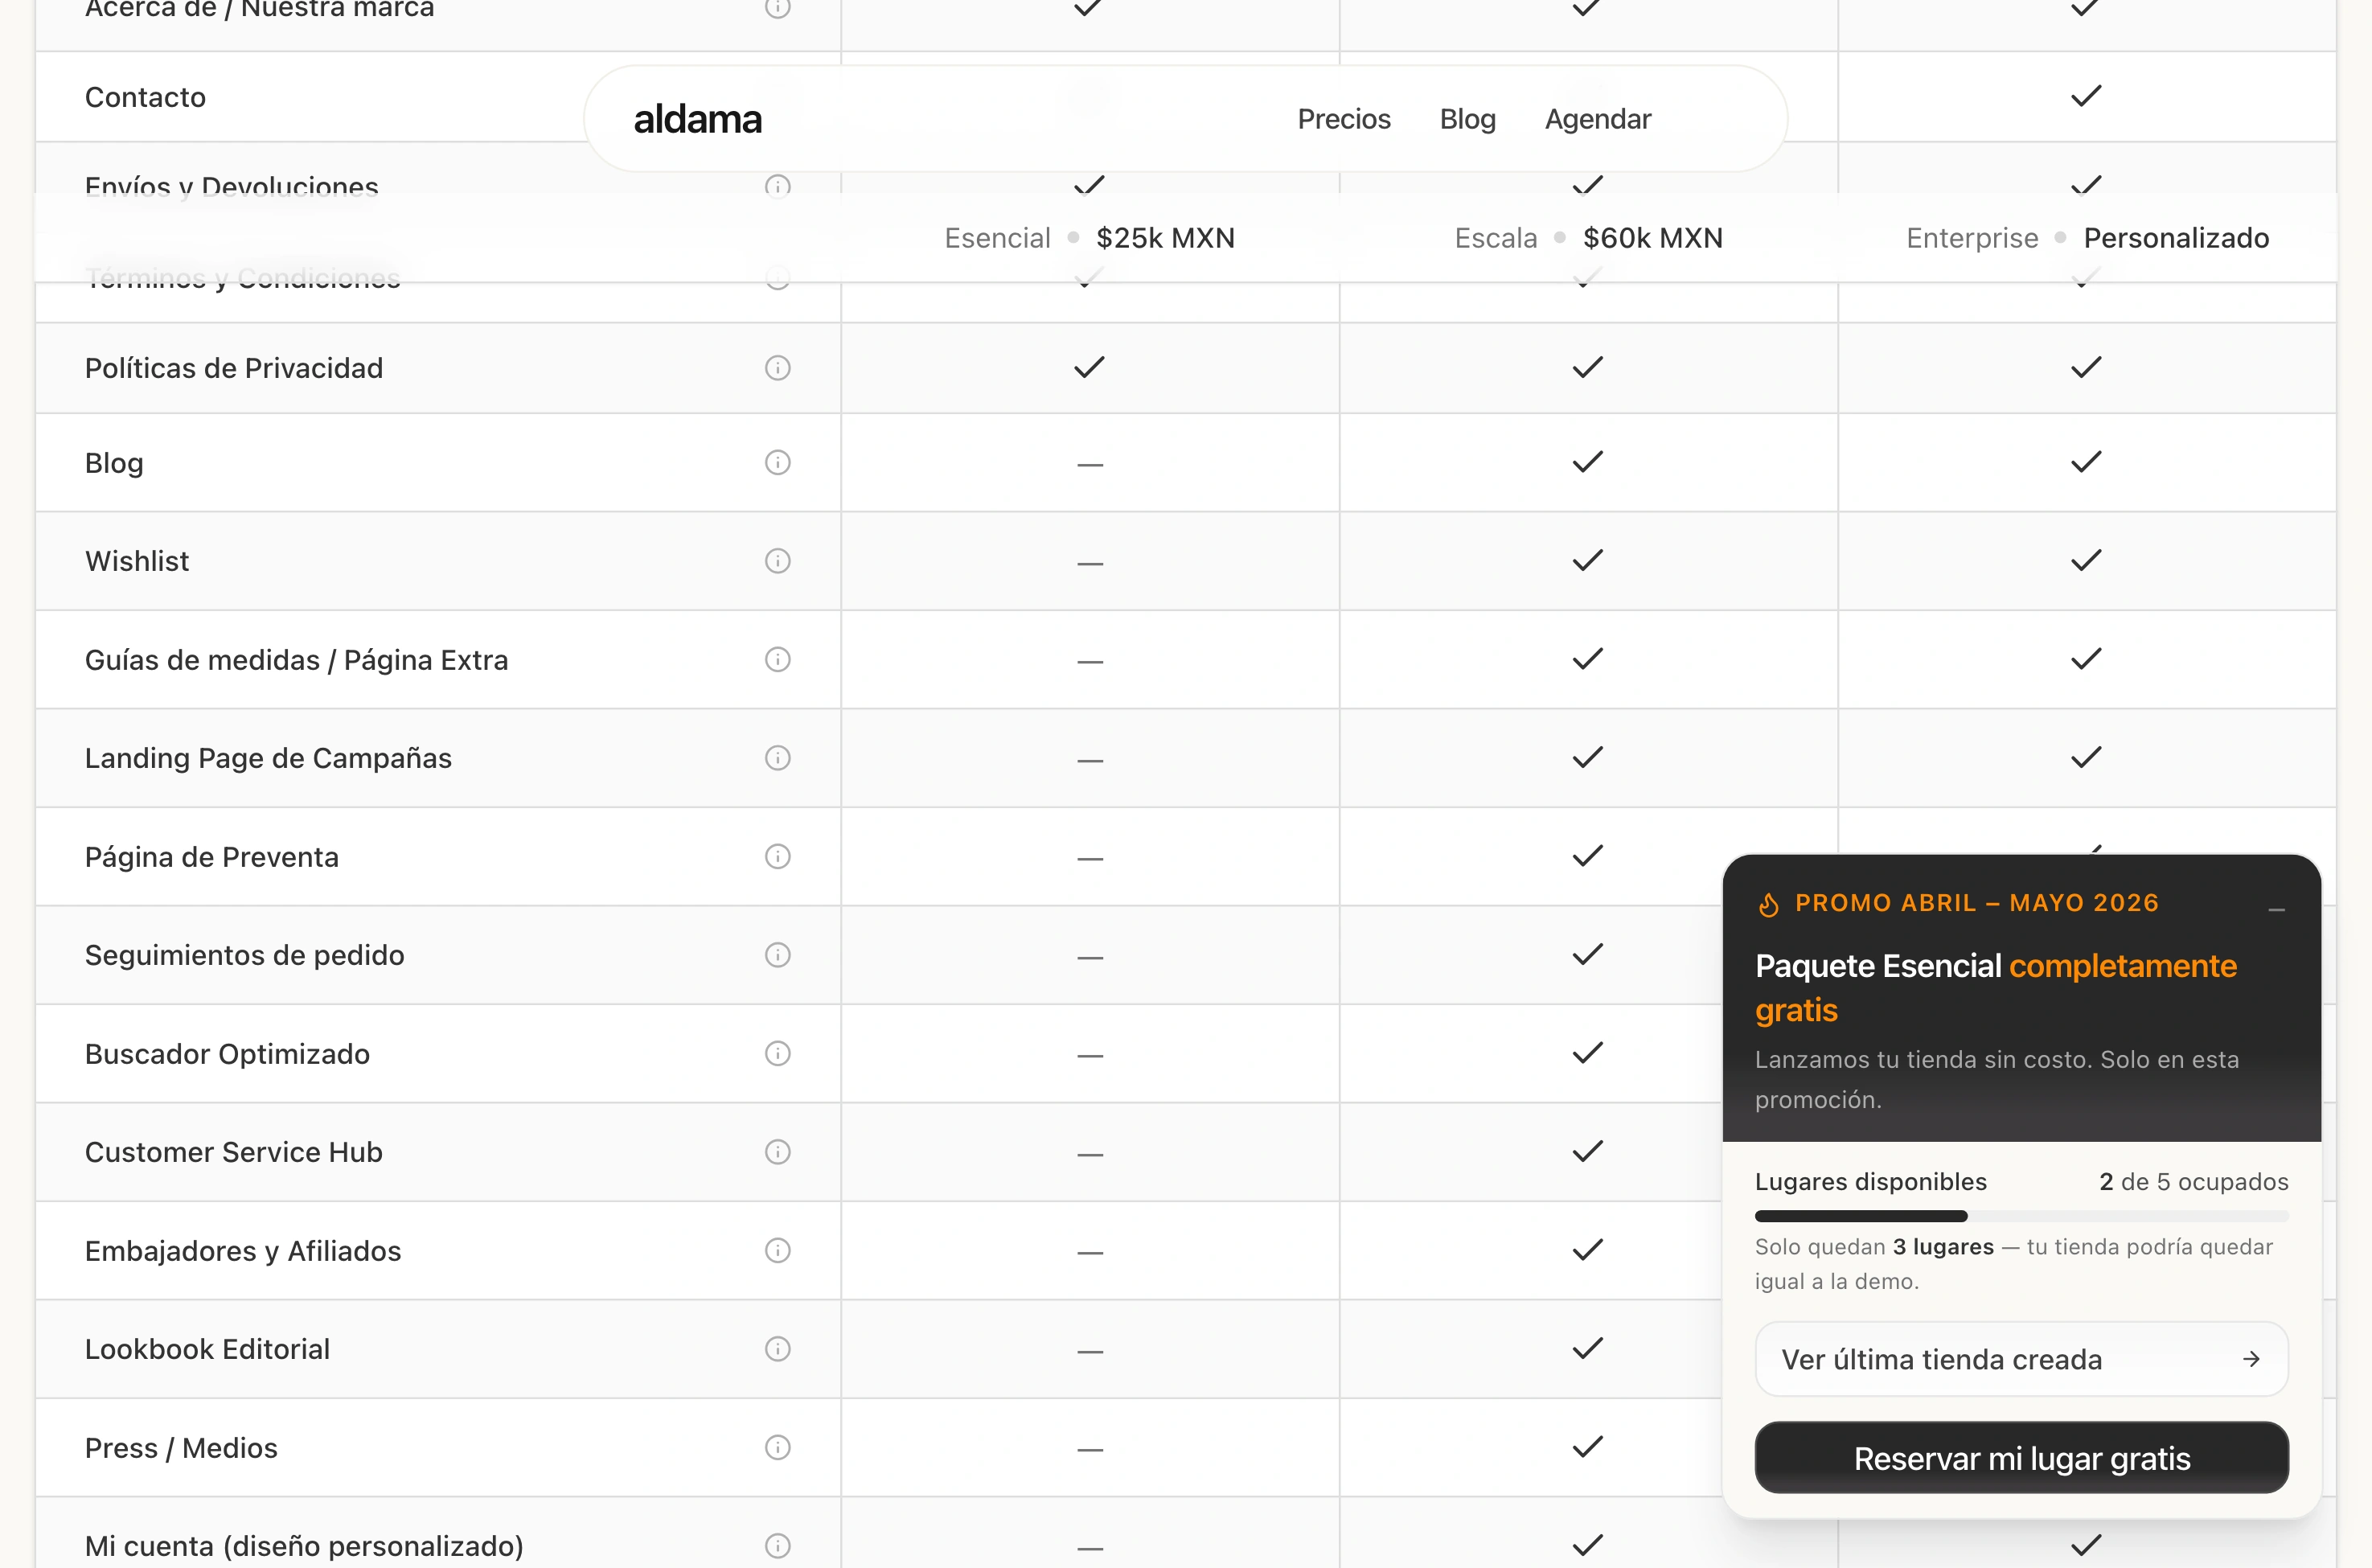 Acerca de / Nuestra marca
Contacto
aldama
Precios
Blog
Agendar
Envíos y Devoluciones
Esencial • $25k MXN
Escala • $60k MXN
Enterprise • Personalizado
Términos y Condiciones
Políticas de Privacidad
Blog
—
Wishlist
—
Guías de medidas / Página Extra
—
Landing Page de Campañas
—
Página de Preventa
—
Seguimientos de pedido
—
Buscador Optimizado
—
Customer Service Hub
—
Embajadores y Afiliados
—
Lookbook Editorial
—
Press / Medios
—
Mi cuenta (diseño personalizado)
—
PROMO ABRIL – MAYO 2026
Paquete Esencial completamente
gratis
Lanzamos tu tienda sin costo. Solo en esta
promoción.
Lugares disponibles
2 de 5 ocupados
Solo quedan 3 lugares — tu tienda podría quedar
igual a la demo.
Ver última tienda creada →
Reservar mi lugar gratis